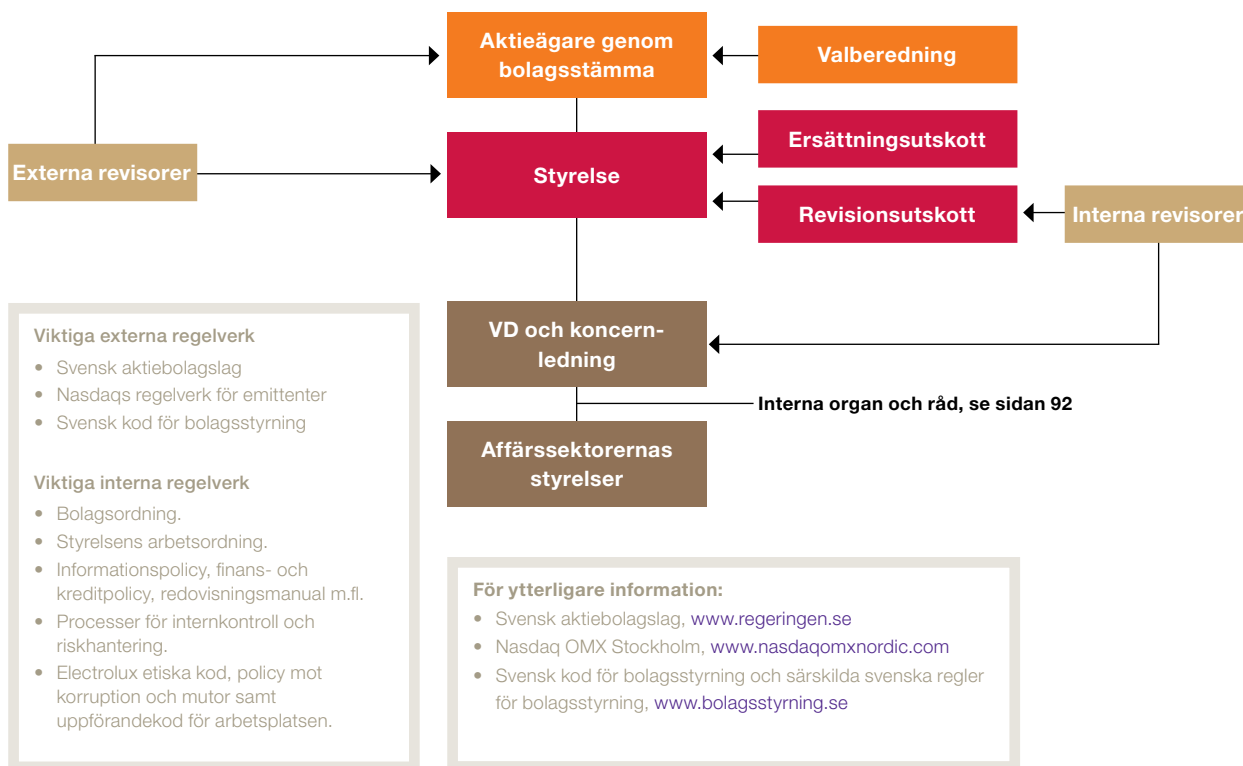 Aktieägare genom
bolagsstämma
Valberedning
Ersättningsutskott
Externa revisorer
Styrelse
Revisionsutskott
Interna revisorer
VD och koncern-
ledning
Interna organ och råd, se sidan 92
Affärssektorernas
styrelser
Viktiga externa regelverk
• Svensk aktiebolagslag
• Nasdaqs regelverk för emittenter
• Svensk kod för bolagsstyrning
Viktiga interna regelverk
• Bolagsordning.
• Styrelsens arbetsordning.
• Informationspolicy, finans- och
kreditpolicy, redovisningsmanual m.fl.
• Processer för internkontroll och
riskhantering.
• Electrolux etiska kod, policy mot
korruption och mutor samt
uppförandekod för arbetsplatsen.
För ytterligare information:
• Svensk aktiebolagslag, www.regeringen.se
• Nasdaq OMX Stockholm, www.nasdaqomxnordic.com
• Svensk kod för bolagsstyrning och särskilda svenska regler
för bolagsstyrning, www.bolagsstyrning.se